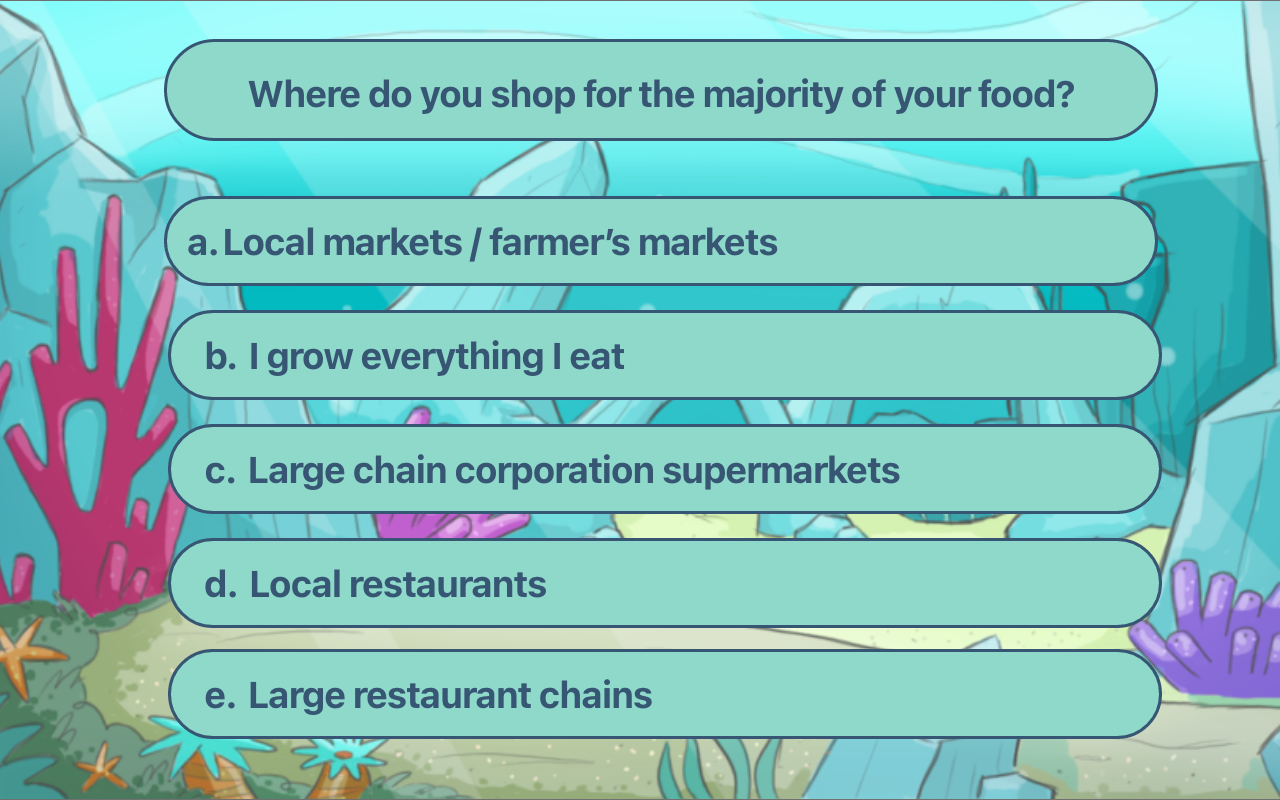 Where do you shop for the majority of your food?
a. Local markets / farmer’s markets
b. I grow everything I eat
c. Large chain corporation supermarkets
d. Local restaurants
e. Large restaurant chains